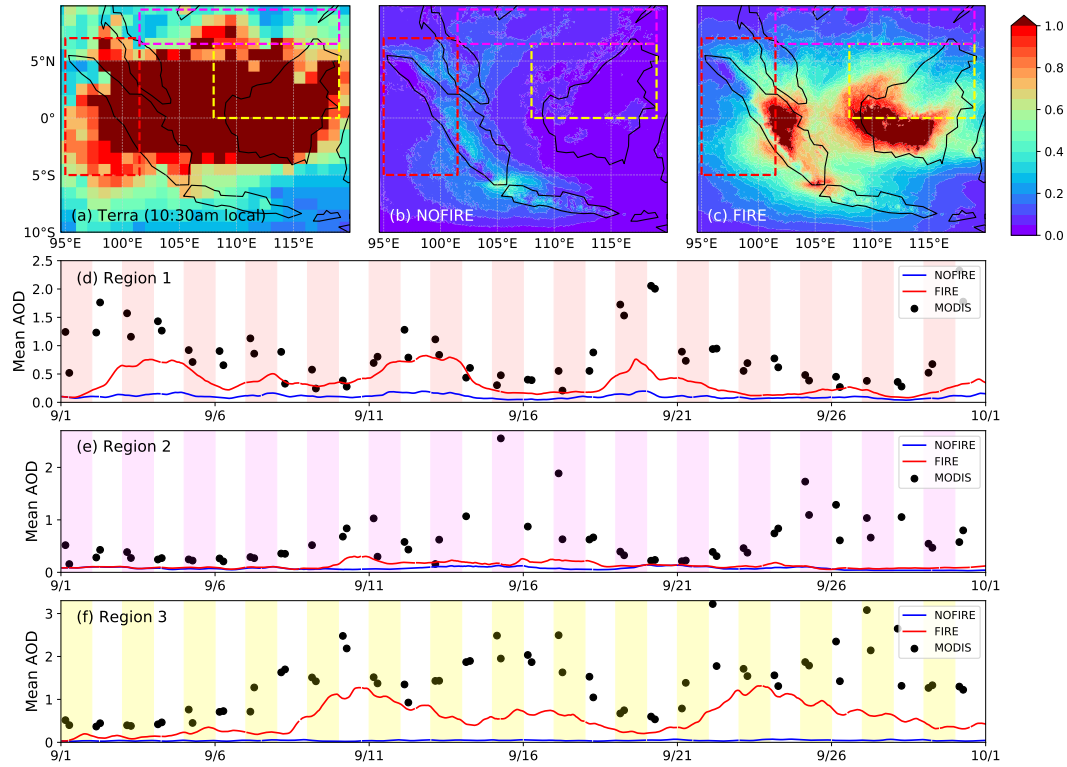 5°N
0°
5°S
10°S
(a) Terra (10:30am local)
95°E
100°E
105°E
110°E
115°E
(b) NOFIRE
95°E
100°E
105°E
110°E
115°E
(c) FIRE
95°E
100°E
105°E
110°E
115°E
1.0
0.8
0.6
0.4
0.2
0.0
Mean AOD
2.5
2.0
1.5
1.0
0.5
0.0
(d) Region 1
NOFIRE
FIRE
MODIS
9/1
9/6
9/11
9/16
9/21
9/26
10/1
Mean AOD
2
1
0
(e) Region 2
NOFIRE
FIRE
MODIS
9/1
9/6
9/11
9/16
9/21
9/26
10/1
Mean AOD
3
2
1
0
(f) Region 3
NOFIRE
FIRE
MODIS
9/1
9/6
9/11
9/16
9/21
9/26
10/1